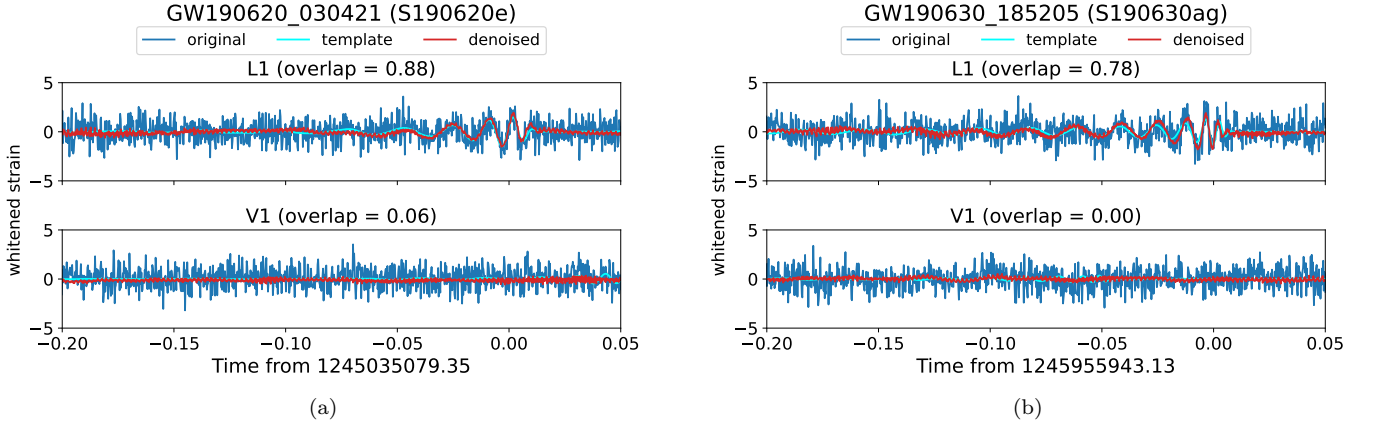 GW190620_030421 (S190620e)
original template denoised
L1 (overlap = 0.88)
5
0
−5
V1 (overlap = 0.06)
5
0
−5
whitened strain
−0.20 −0.15 −0.10 −0.05 0.00 0.05
Time from 1245035079.35
(a)
GW190630_185205 (S190630ag)
original template denoised
L1 (overlap = 0.78)
5
0
−5
V1 (overlap = 0.00)
5
0
−5
whitened strain
−0.20 −0.15 −0.10 −0.05 0.00 0.05
Time from 1245955943.13
(b)